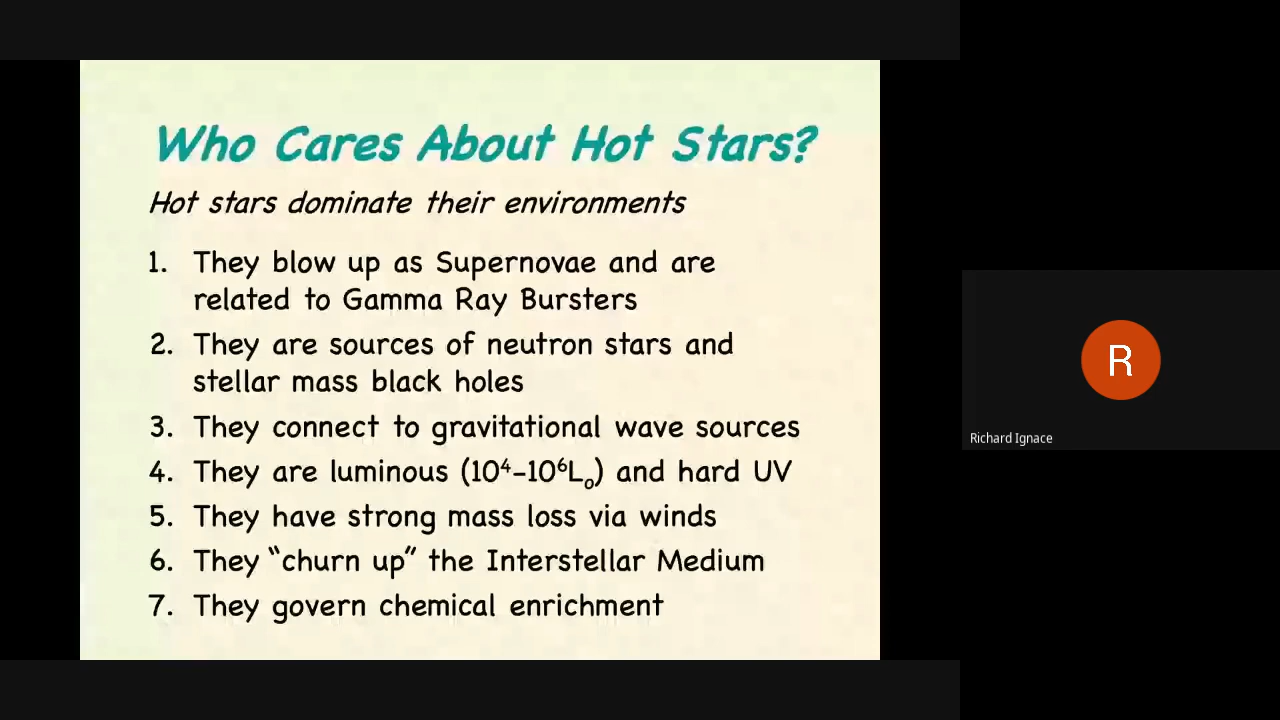 Who Cares About Hot Stars?
Hot stars dominate their environments
1. They blow up as Supernovae and are
related to Gamma Ray Bursters
2. They are sources of neutron stars and
stellar mass black holes
3. They connect to gravitational wave sources
4. They are luminous (10⁴–10⁶Lₒ) and hard UV
5. They have strong mass loss via winds
6. They “churn up” the Interstellar Medium
7. They govern chemical enrichment
R
Richard Ignace